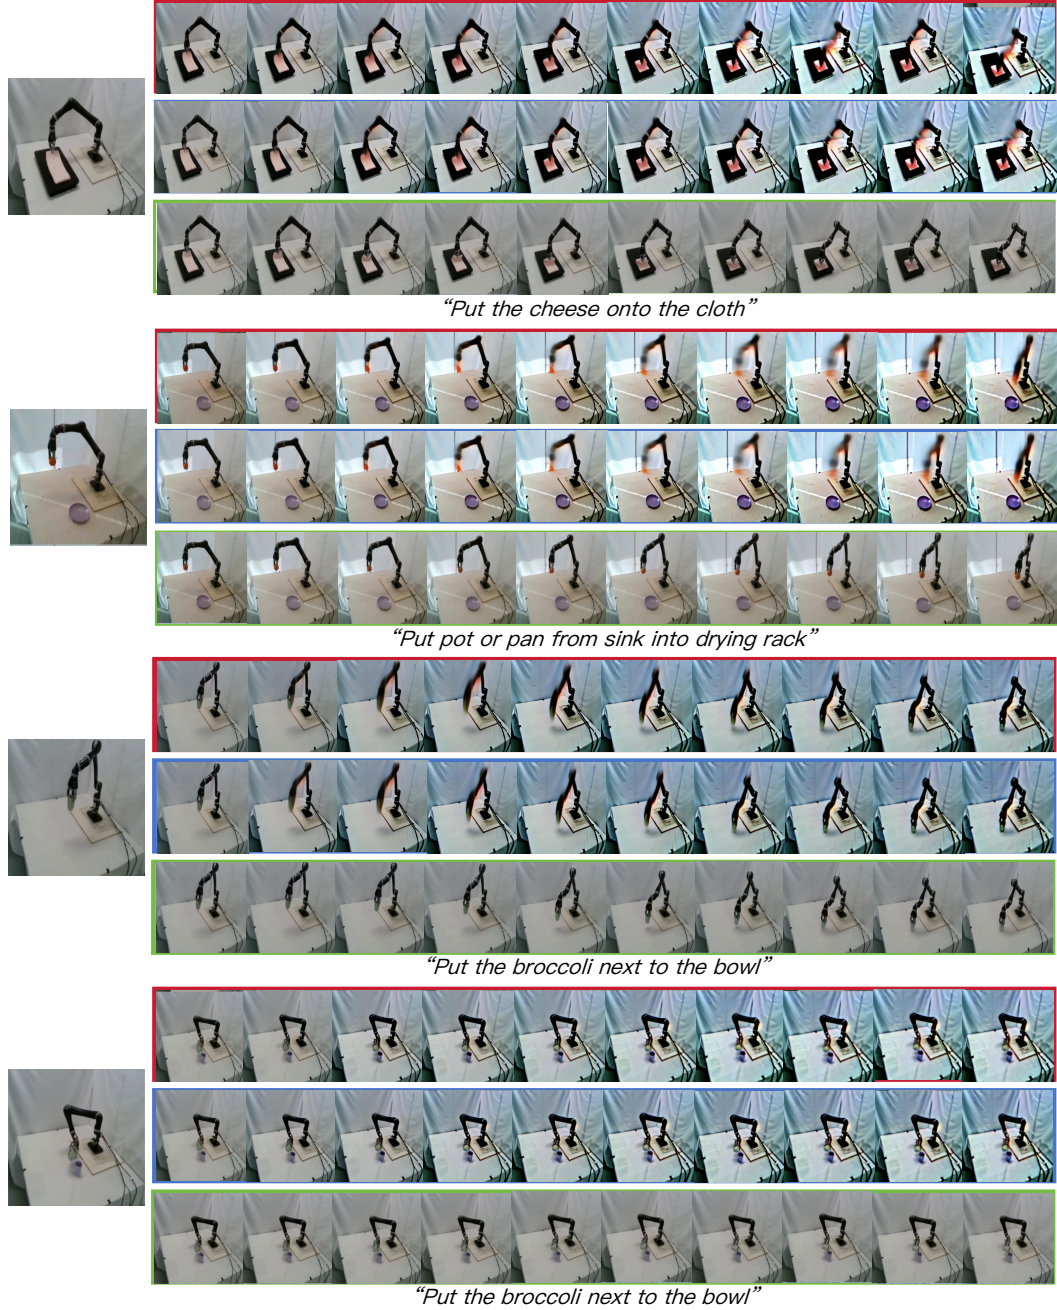 “Put the cheese onto the cloth”
“Put pot or pan from sink into drying rack”
“Put the broccoli next to the bowl”
“Put the broccoli next to the bowl”